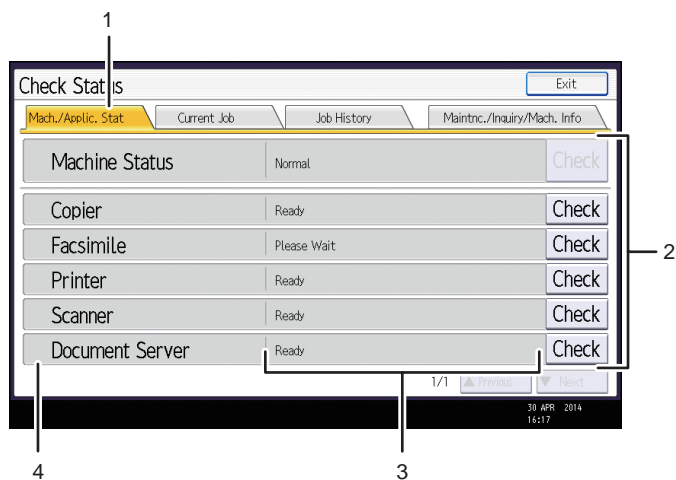 1
Check Status
Exit
Mach./Applic. Stat
Current Job
Job History
Maintnc./Inquiry/Mach. Info
Machine Status
Normal
Check
Copier
Ready
Check
Facsimile
Please Wait
Check
2
Printer
Ready
Check
Scanner
Ready
Check
Document Server
Ready
Check
1/1
▲ Previous
▼ Next
30 APR 2014
16:17
4
3